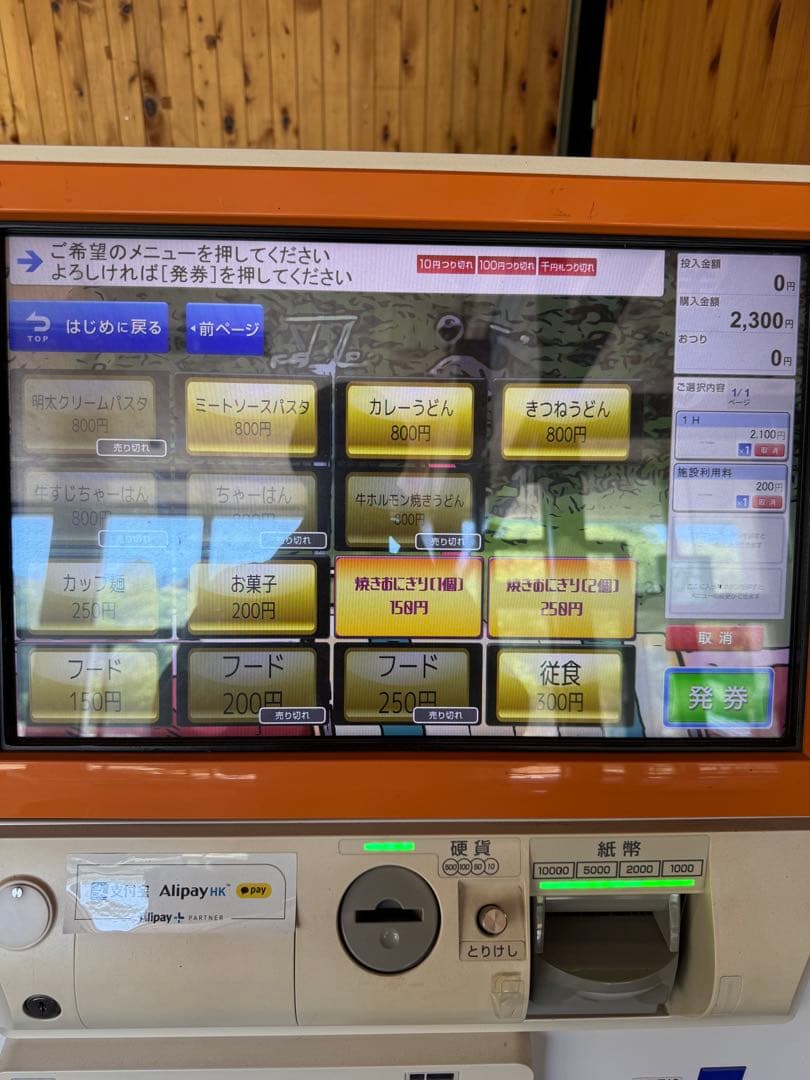 ご希望のメニューを押してください
よろしければ[発券]を押してください
10円つり切れ 100円つり切れ 千円札つり切れ
投入金額
0円
購入金額
2,300円
おつり
0円
TOP はじめに戻る
前ページ
ご選択内容 1/1
ページ
1H
2,100円
x1 取消
施設利用料
200円
x1 取消
明太クリームパスタ
800円
売り切れ
ミートソースパスタ
800円
カレーうどん
800円
きつねうどん
800円
牛すじちゃーはん
800円
売り切れ
ちゃーはん
800円
売り切れ
牛ホルモン焼きうどん
800円
売り切れ
カップ麺
250円
お菓子
200円
焼きおにぎり(1個)
150円
焼きおにぎり(2個)
250円
フード
150円
フード
200円
売り切れ
フード
250円
売り切れ
従食
300円
取消
発券
支付宝 AlipayHK pay
Alipay+ PARTNER
硬貨
500 100 50 10
とりけし
紙幣
10000 5000 2000 1000